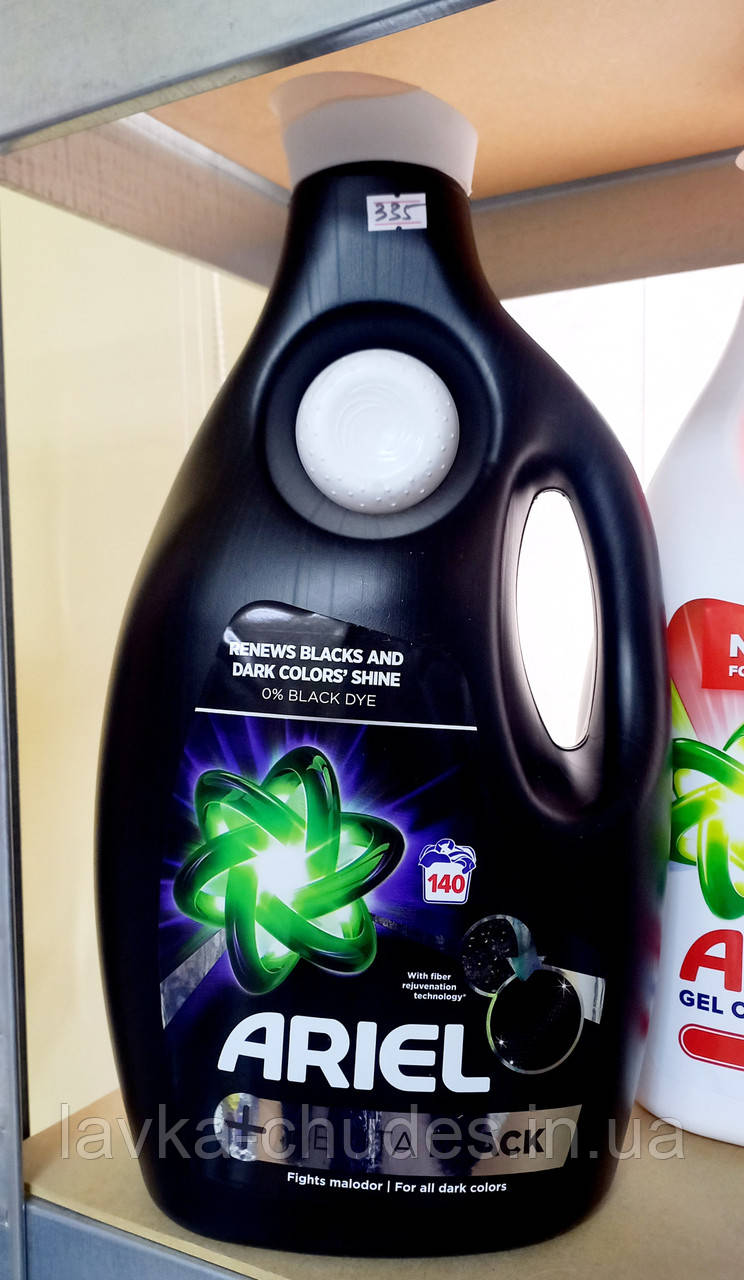 335
RENEWS BLACKS AND
DARK COLORS' SHINE
0% BLACK DYE
140
With fiber
rejuvenation
technology*
ARIEL
GEL
lavka-chudes.in.ua
Fights malodor | For all dark colors